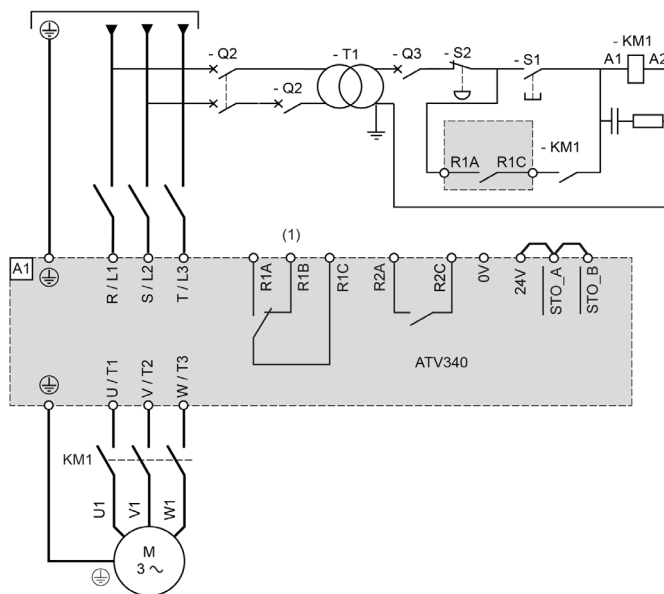 - Q2
- T1
- Q3
- S2
- S1
- KM1
A1
A2
- Q2
R1A
R1C
- KM1
(1)
A1
R / L1
S / L2
T / L3
R1A
R1B
R1C
R2A
R2C
0V
24V
STO_A
STO_B
ATV340
U / T1
V / T2
W / T3
KM1
U1
V1
W1
M
3 ~